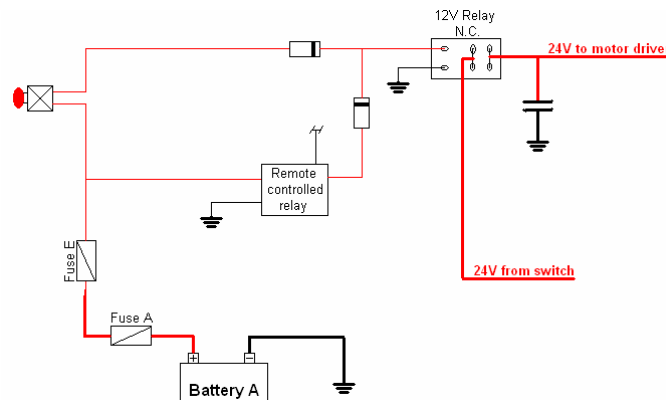 12V Relay
N.C.
24V to motor drive
Remote
controlled
relay
Fuse E
24V from switch
Fuse A
+
−
Battery A